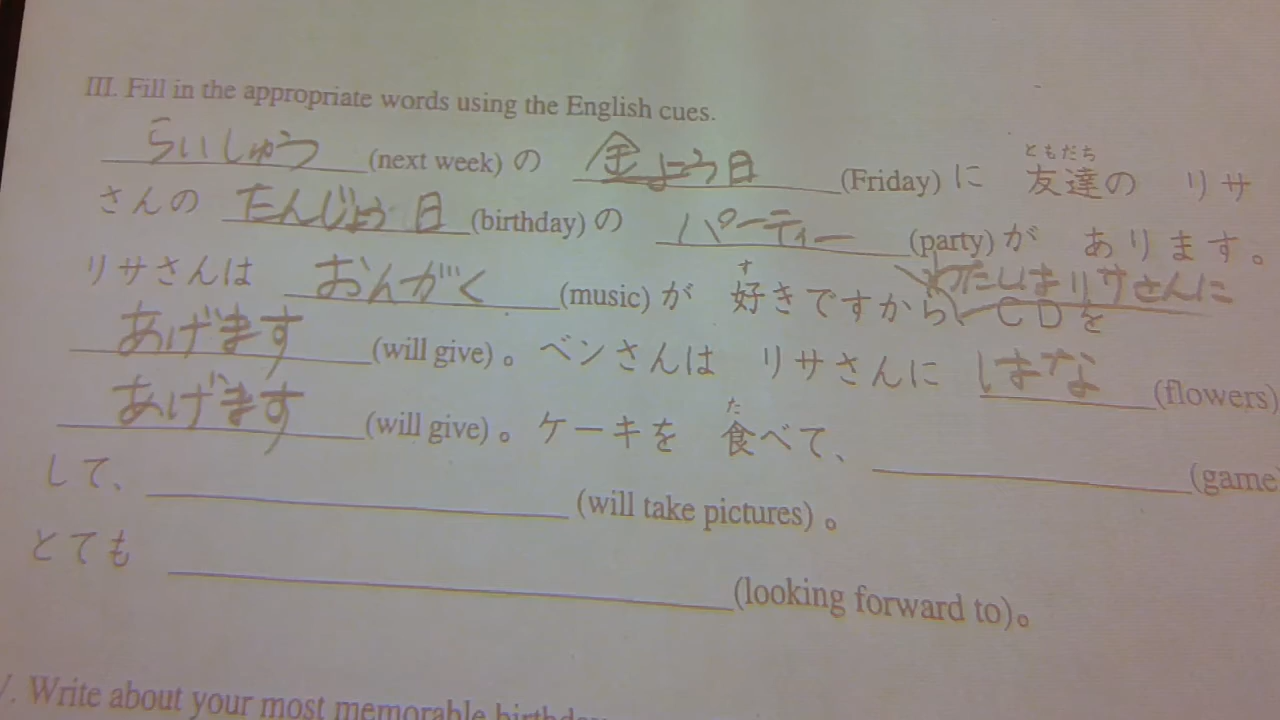 III. Fill in the appropriate words using the English cues.
らいしゅう (next week) の 金よう日 (Friday) に 友達の リサ
ともだち
さんの たんじょう日 (birthday) の パーティー (party) が あります。
リサさんは おんがく (music) が 好きですから わたしはリサさんに CDを
す
あげます (will give) 。 ベンさんは リサさんに はな (flowers)
あげます (will give) 。 ケーキを 食べて、 (game
た
して、 (will take pictures) 。
とても (looking forward to)。
. Write about your most memorable